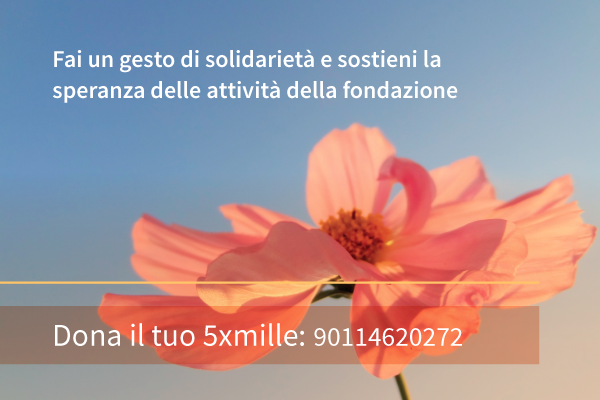 Fai un gesto di solidarietà e sostieni la
speranza delle attività della fondazione
Dona il tuo 5xmille: 90114620272